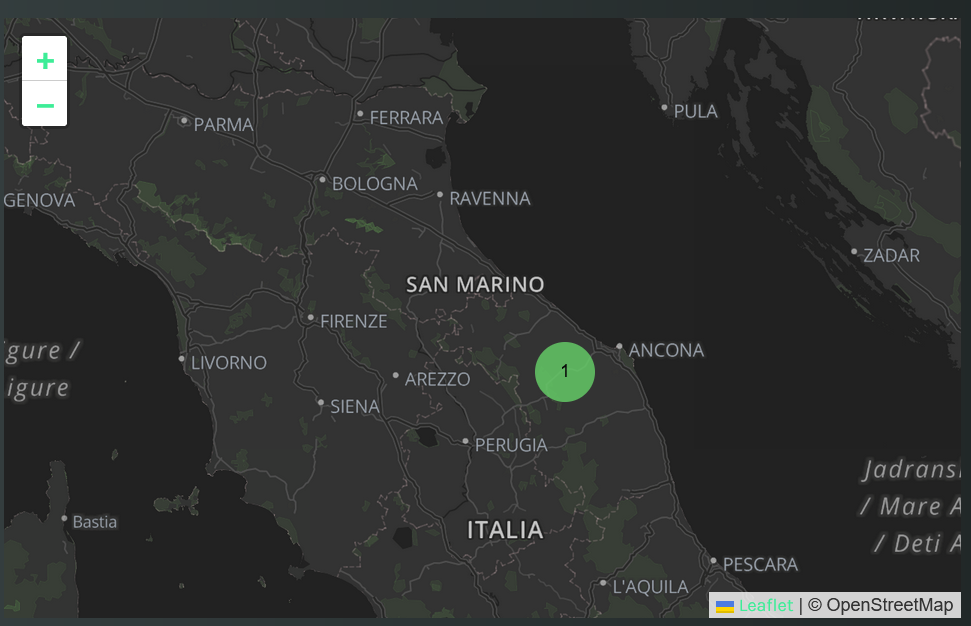 +
PULA
FERRARA
PARMA
−
BOLOGNA
RAVENNA
GENOVA
ZADAR
SAN MARINO
FIRENZE
igure /
igure
ANCONA
LIVORNO
1
AREZZO
SIENA
PERUGIA
Jadrans
/ Mare A
/ Deti A
Bastia
ITALIA
PESCARA
L'AQUILA
Leaflet | © OpenStreetMap